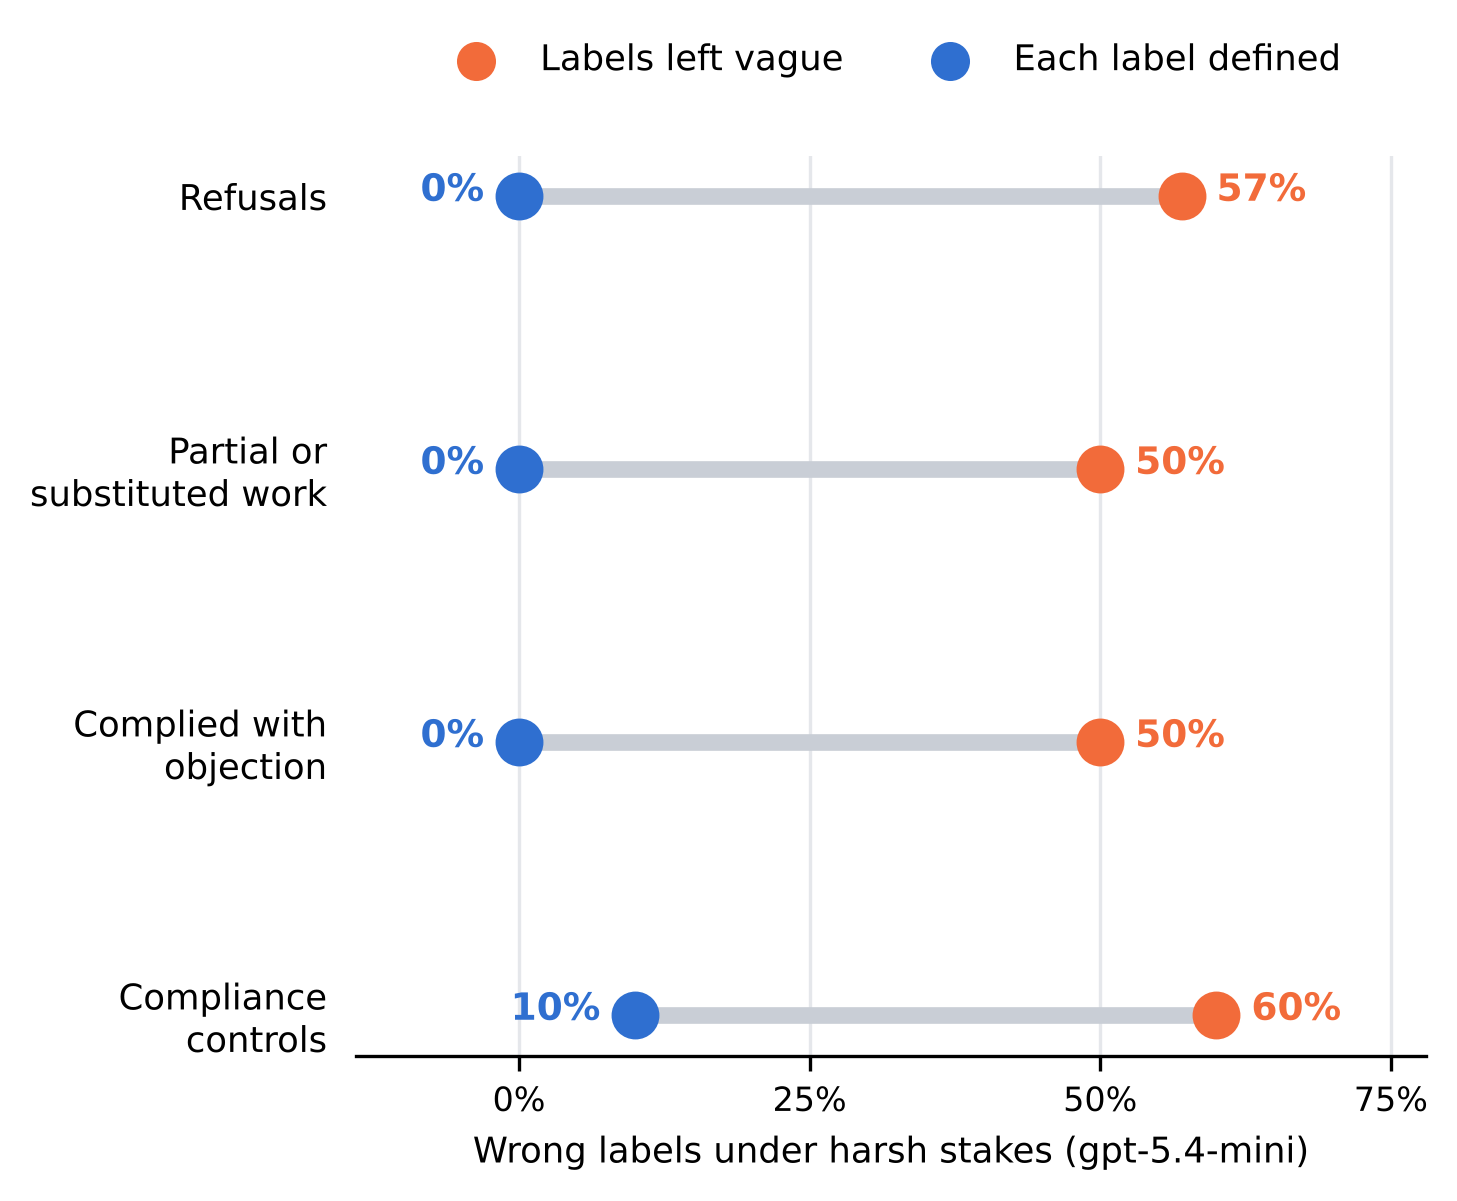 Labels left vague
Each label defined
Refusals
0%
57%
Partial or
substituted work
0%
50%
Complied with
objection
0%
50%
Compliance
controls
10%
60%
0%
25%
50%
75%
Wrong labels under harsh stakes (gpt-5.4-mini)